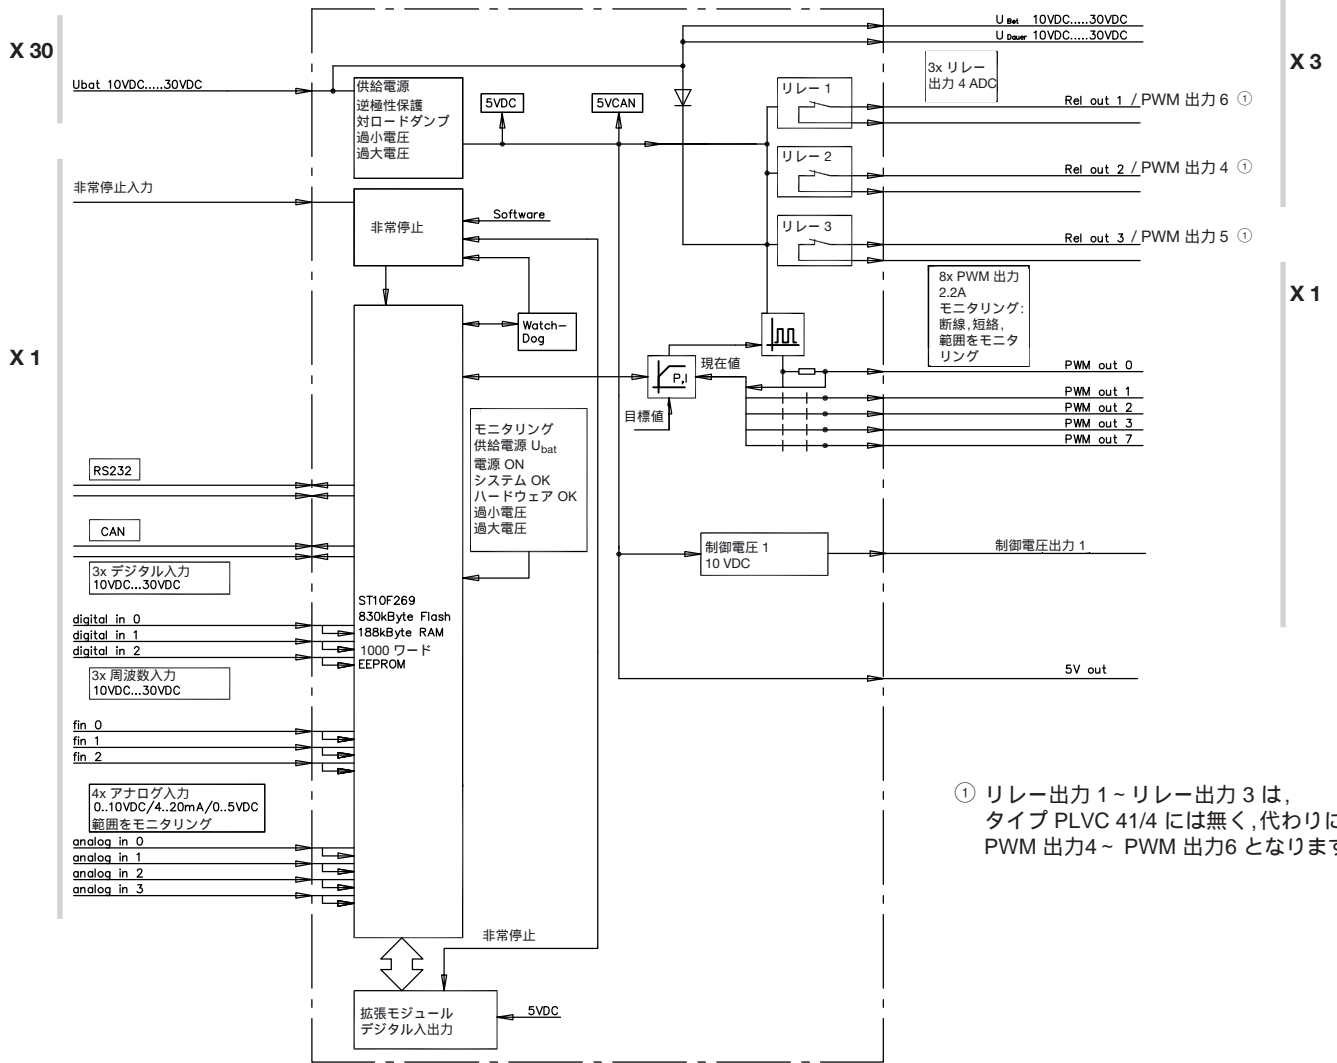 X 30
Ubat 10VDC.....30VDC
供給電源
逆極性保護
対ロードダンプ
過小電圧
過大電圧
5VDC
5VCAN
U Bat 10VDC.....30VDC
U Dauer 10VDC.....30VDC
X 3
3x リレー
出力 4 ADC
リレー 1
Rel out 1 / PWM 出力 6 ①
リレー 2
Rel out 2 / PWM 出力 4 ①
リレー 3
Rel out 3 / PWM 出力 5 ①
非常停止入力
非常停止
Software
Watch-
Dog
X 1
8x PWM 出力
2.2A
モニタリング:
断線,短絡,
範囲をモニタ
リング
X 1
現在値
P,I
目標値
PWM out 0
PWM out 1
PWM out 2
PWM out 3
PWM out 7
モニタリング
供給電源 Ubat
電源 ON
システム OK
ハードウェア OK
過小電圧
過大電圧
RS232
CAN
3x デジタル入力
10VDC...30VDC
digital in 0
digital in 1
digital in 2
3x 周波数入力
10VDC...30VDC
fin 0
fin 1
fin 2
4x アナログ入力
0..10VDC/4..20mA/0..5VDC
範囲をモニタリング
analog in 0
analog in 1
analog in 2
analog in 3
ST10F269
830kByte Flash
188kByte RAM
1000 ワード
EEPROM
制御電圧 1
10 VDC
制御電圧出力 1
5V out
非常停止
拡張モジュール
デジタル入出力
5VDC
① リレー出力 1 ~ リレー出力 3 は,
タイプ PLVC 41/4 には無く,代わりに
PWM 出力4 ~ PWM 出力6 となります